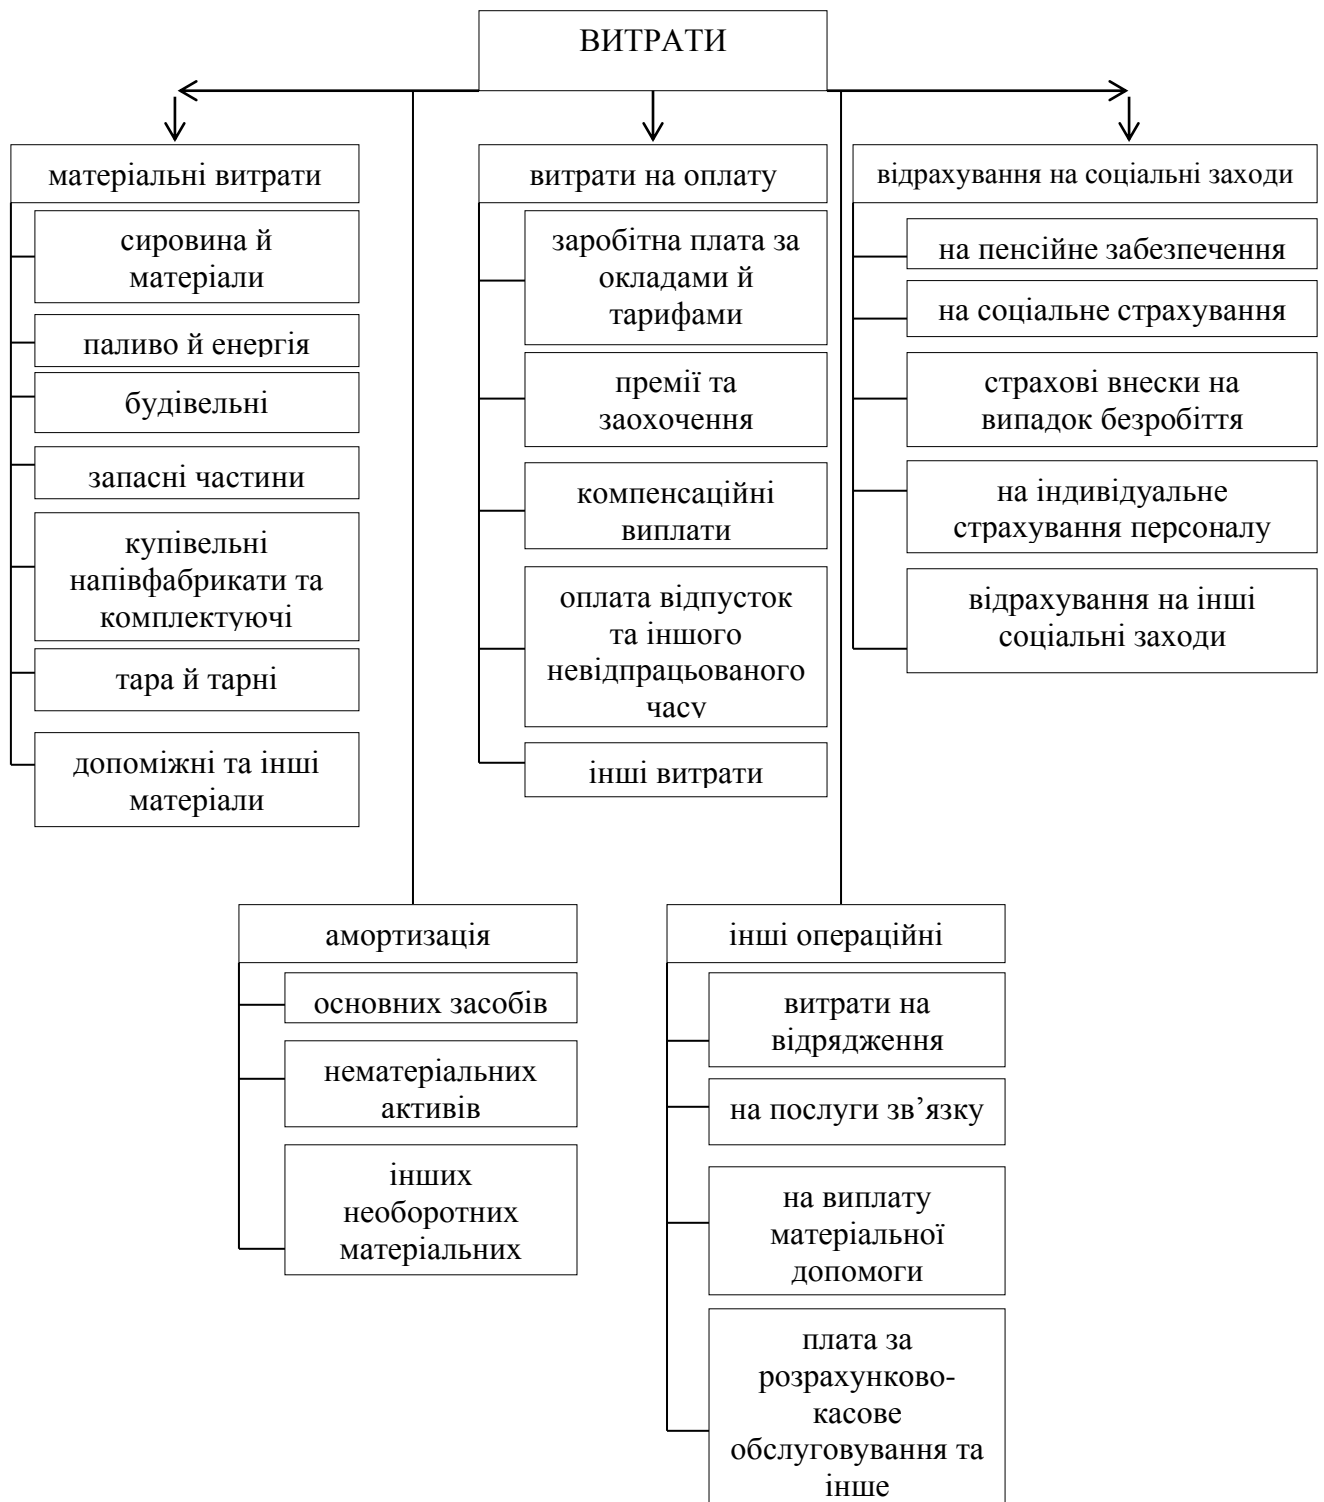 ВИТРАТИ
матеріальні витрати
сировина й
матеріали
паливо й енергія
будівельні
запасні частини
купівельні
напівфабрикати та
комплектуючі
тара й тарні
допоміжні та інші
матеріали
витрати на оплату
заробітна плата за
окладами й
тарифами
премії та
заохочення
компенсаційні
виплати
оплата відпусток
та іншого
невідпрацьованого
часу
інші витрати
відрахування на соціальні заходи
на пенсійне забезпечення
на соціальне страхування
страхові внески на
випадок безробіття
на індивідуальне
страхування персоналу
відрахування на інші
соціальні заходи
амортизація
основних засобів
нематеріальних
активів
інших
необоротних
матеріальних
інші операційні
витрати на
відрядження
на послуги зв’язку
на виплату
матеріальної
допомоги
плата за
розрахунково-
касове
обслуговування та
інше